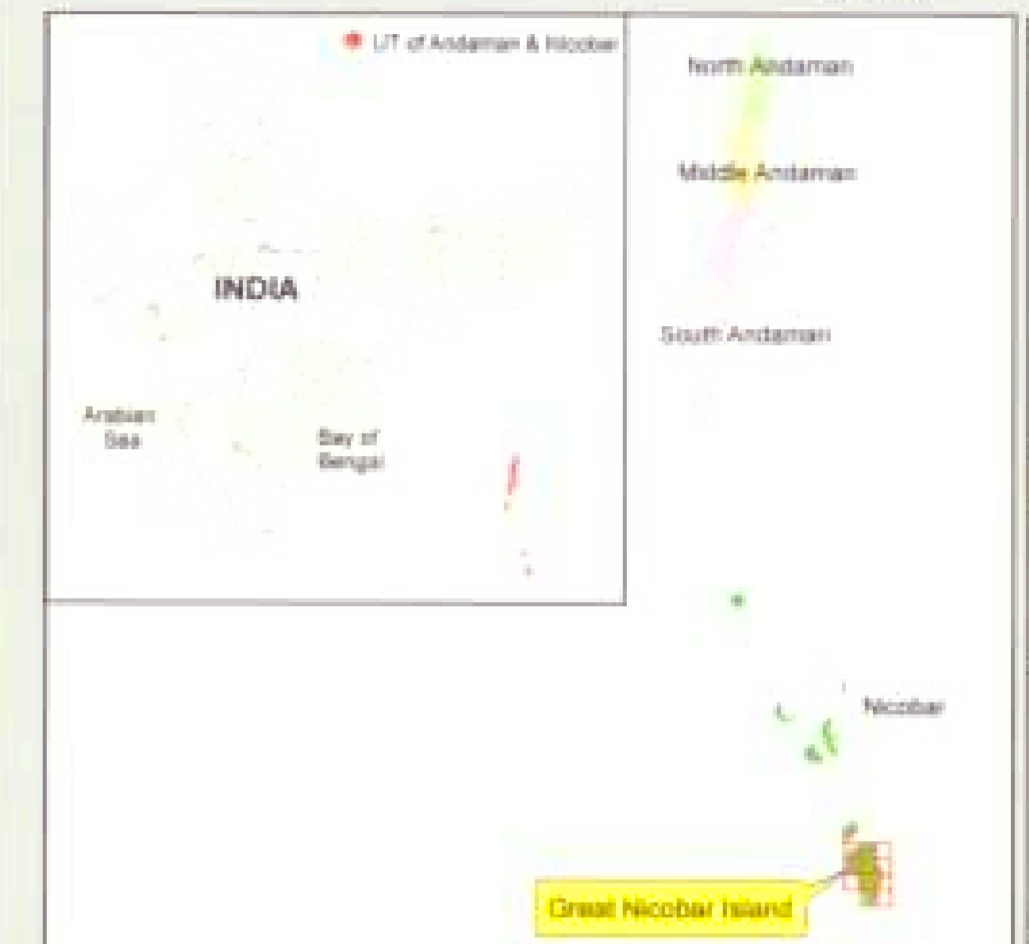 UT of Andaman & Nicobar
North Andaman
Middle Andaman
INDIA
South Andaman
Arabian
Sea
Bay of
Bengal
Nicobar
Great Nicobar Island